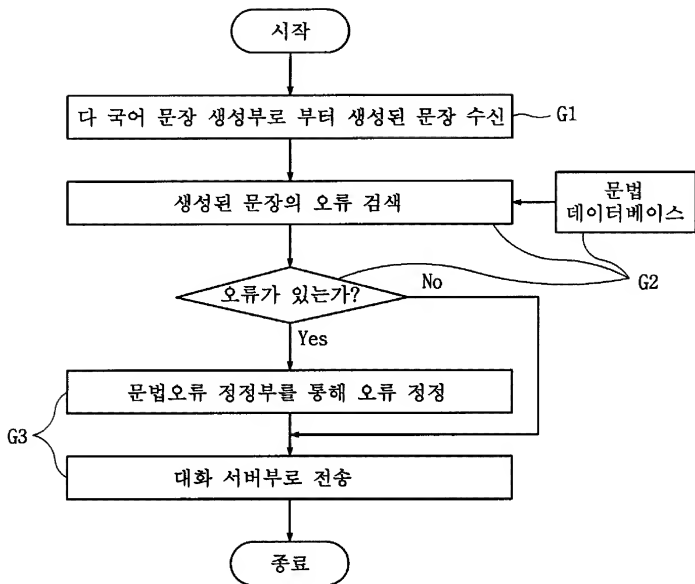 시작
다 국어 문장 생성부로 부터 생성된 문장 수신
G1
생성된 문장의 오류 검색
문법
데이터베이스
G2
오류가 있는가?
No
Yes
문법오류 정정부를 통해 오류 정정
G3
대화 서버부로 전송
종료